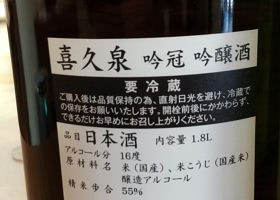 喜久泉 吟冠 吟醸酒
要冷蔵
ご購入後は品質保持の為、直射日光を避け、冷蔵で
の保存をお願いいたします。開栓前後にかかわらず、
できるだけお早めにお召し上がりください。
品目 日本酒 内容量 1.8L
アルコール分 16度
原材料名 米(国産)、米こうじ(国産米)
醸造アルコール
精米歩合 55%